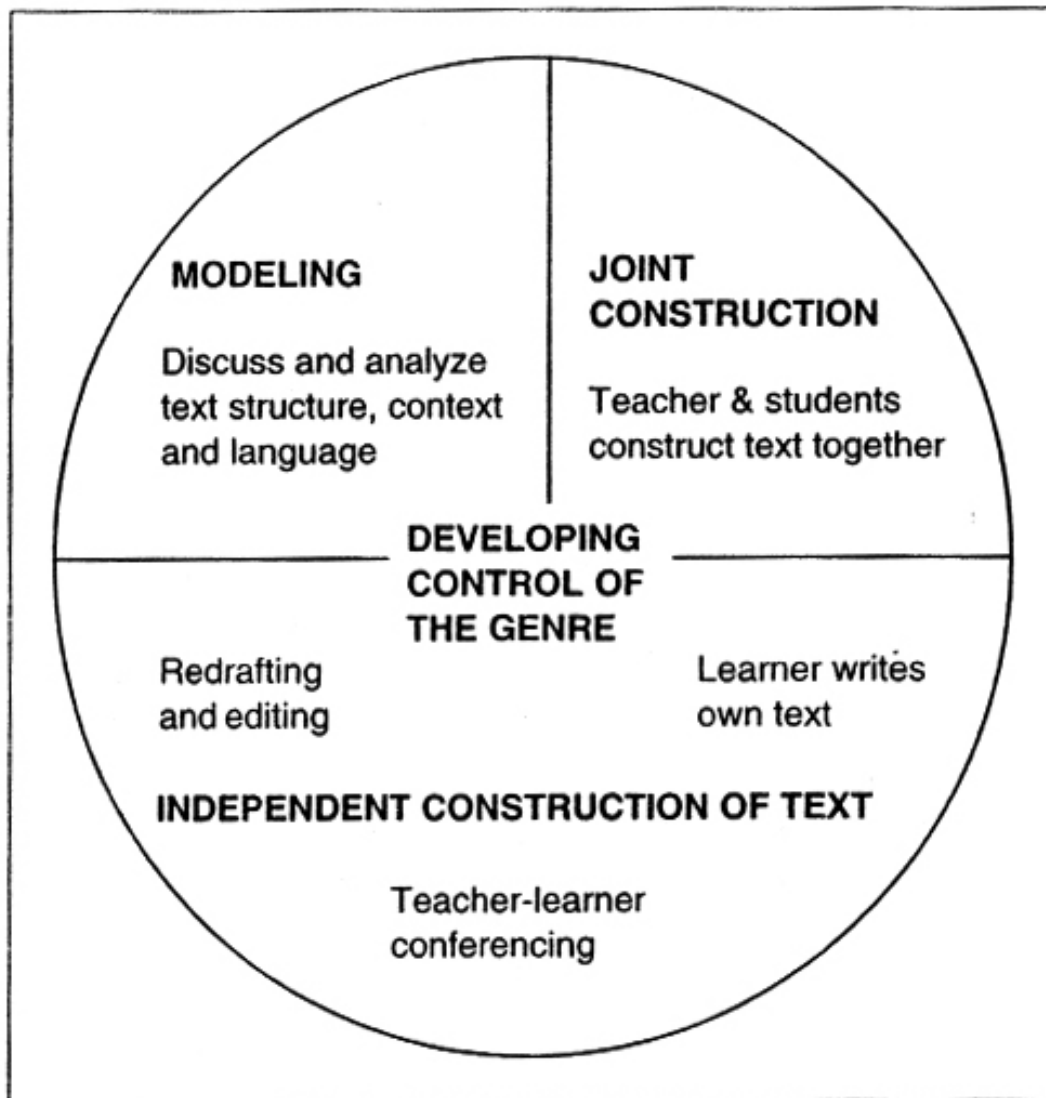 MODELING
Discuss and analyze
text structure, context
and language
JOINT
CONSTRUCTION
Teacher & students
construct text together
DEVELOPING
CONTROL OF
THE GENRE
Redrafting
and editing
Learner writes
own text
INDEPENDENT CONSTRUCTION OF TEXT
Teacher-learner
conferencing